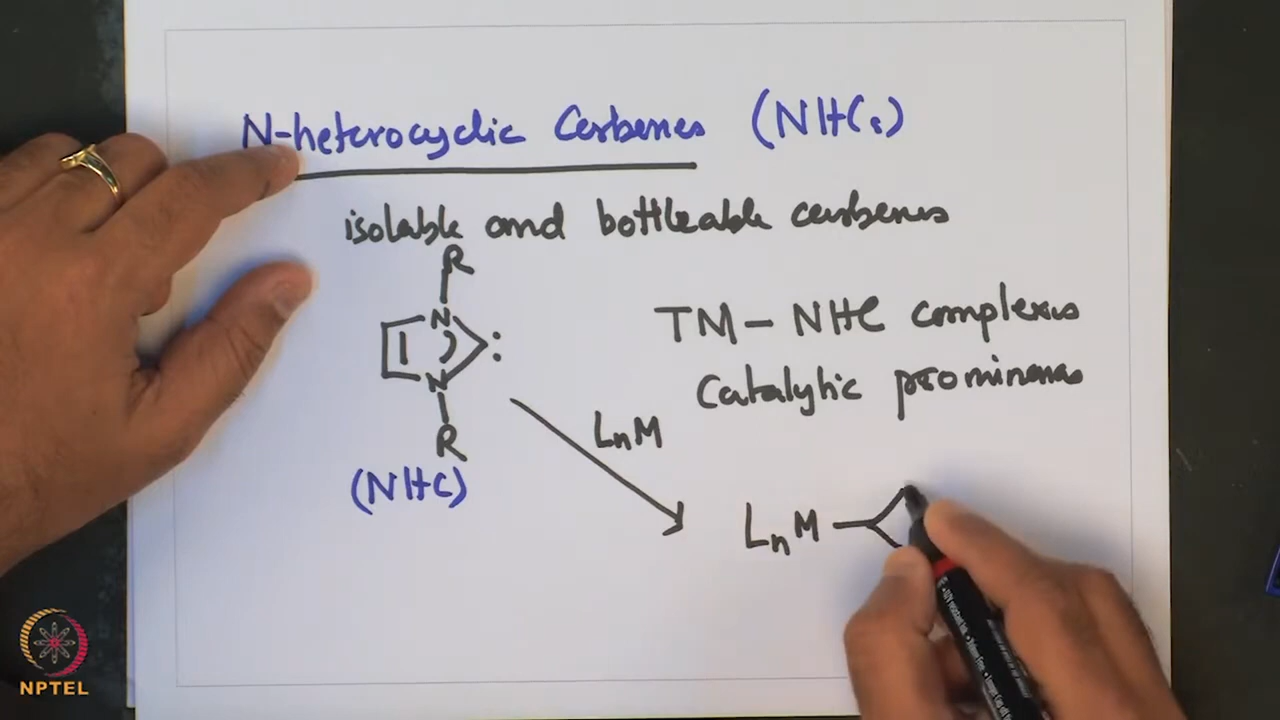 N-heterocyclic Carbenes (NHCs)
isolable and bottleable carbenes
R
N
N
R
(NHC)
TM – NHC complexes
Catalytic prominence
LnM
LnM
NPTEL